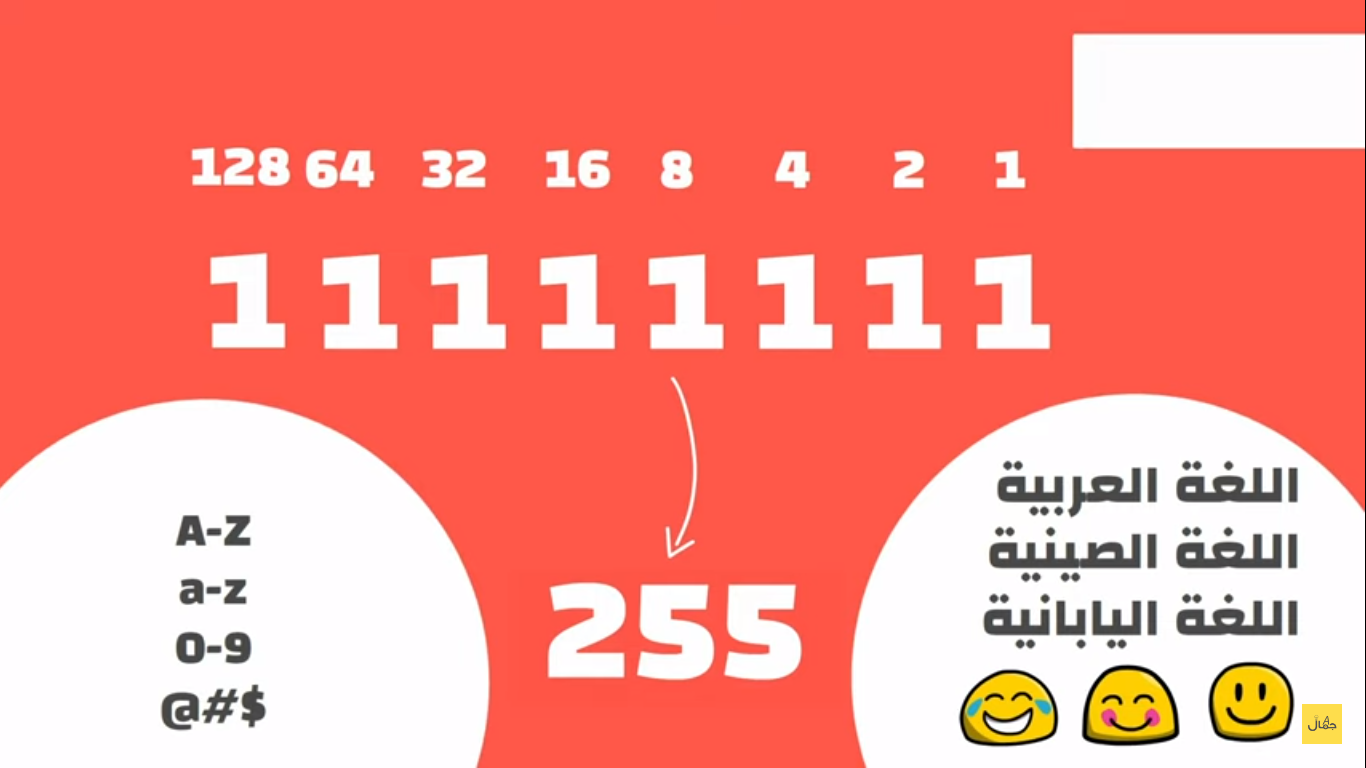 128 64 32 16 8 4 2 1
1 1 1 1 1 1 1 1
255
A-Z
a-z
0-9
@#$
اللغة العربية
اللغة الصينية
اللغة اليابانية
جمال